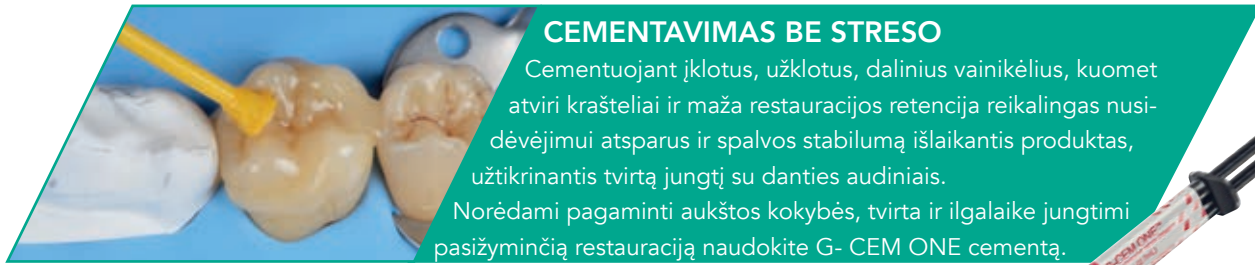 CEMENTAVIMAS BE STRESO
Cementuojant įklotus, užklotus, dalinius vainikėlius, kuomet
atviri krašteliai ir maža restauracijos retencija reikalingas nusi-
dėvėjimui atsparus ir spalvos stabilumą išlaikantis produktas,
užtikrinantis tvirtą jungtį su danties audiniais.
Norėdami pagaminti aukštos kokybės, tvirta ir ilgalaike jungtimi
pasižyminčią restauraciją naudokite G- CEM ONE cementą.
G-CEM ONE